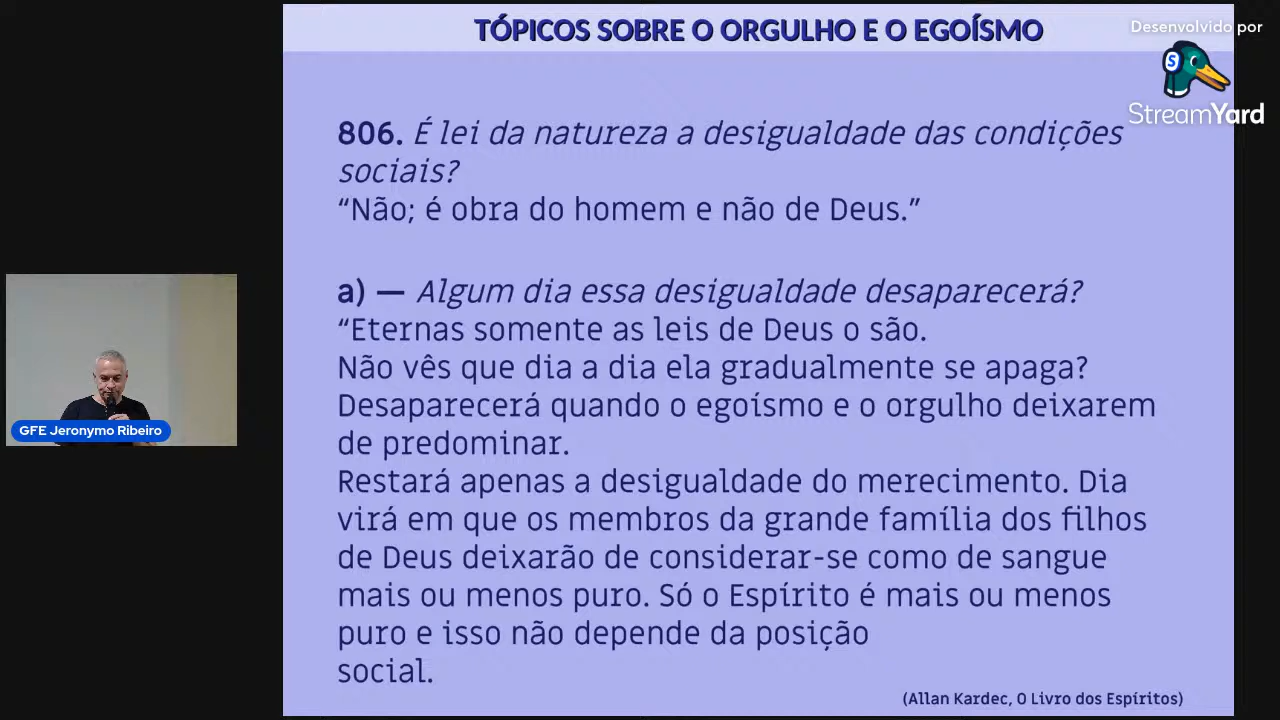 TÓPICOS SOBRE O ORGULHO E O EGOÍSMO
Desenvolvido por
S
StreamYard
806. É lei da natureza a desigualdade das condições
sociais?
“Não; é obra do homem e não de Deus.”
a) — Algum dia essa desigualdade desaparecerá?
“Eternas somente as leis de Deus o são.
Não vês que dia a dia ela gradualmente se apaga?
Desaparecerá quando o egoísmo e o orgulho deixarem
de predominar.
Restará apenas a desigualdade do merecimento. Dia
virá em que os membros da grande família dos filhos
de Deus deixarão de considerar-se como de sangue
mais ou menos puro. Só o Espírito é mais ou menos
puro e isso não depende da posição
social.
(Allan Kardec, O Livro dos Espíritos)
GFE Jeronymo Ribeiro